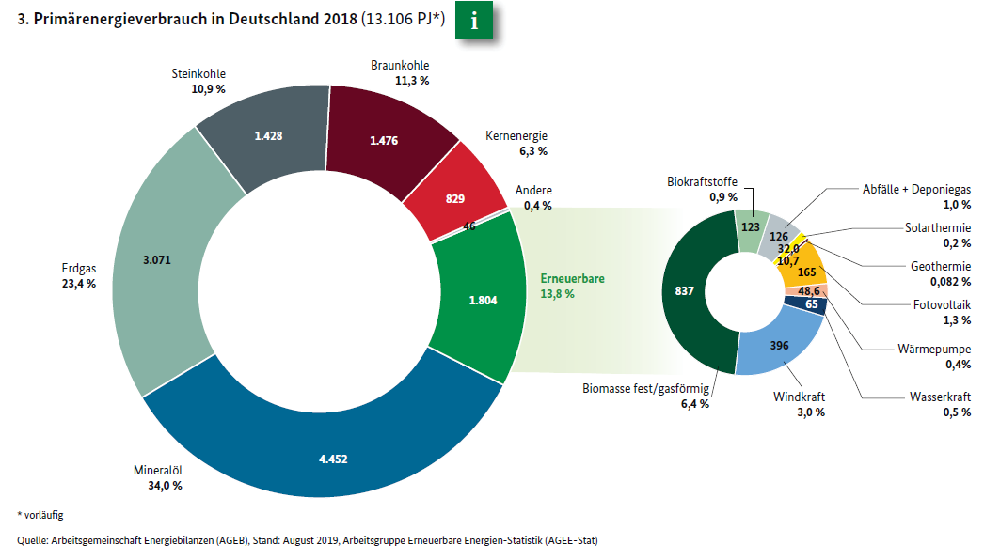 3. Primärenergieverbrauch in Deutschland 2018 (13.106 PJ*)
i
Steinkohle
10,9 %
1.428
Braunkohle
11,3 %
1.476
Kernenergie
6,3 %
829
Andere
0,4 %
46
Erneuerbare
13,8 %
1.804
Mineralöl
34,0 %
4.452
Erdgas
23,4 %
3.071
Biokraftstoffe
0,9 %
123
Abfälle + Deponiegas
1,0 %
126
Solarthermie
0,2 %
32,0
Geothermie
0,082 %
10,7
Fotovoltaik
1,3 %
165
Wärmepumpe
0,4%
48,6
Wasserkraft
0,5 %
65
Windkraft
3,0 %
396
Biomasse fest/gasförmig
6,4 %
837
* vorläufig
Quelle: Arbeitsgemeinschaft Energiebilanzen (AGEB), Stand: August 2019, Arbeitsgruppe Erneuerbare Energien-Statistik (AGEE-Stat)